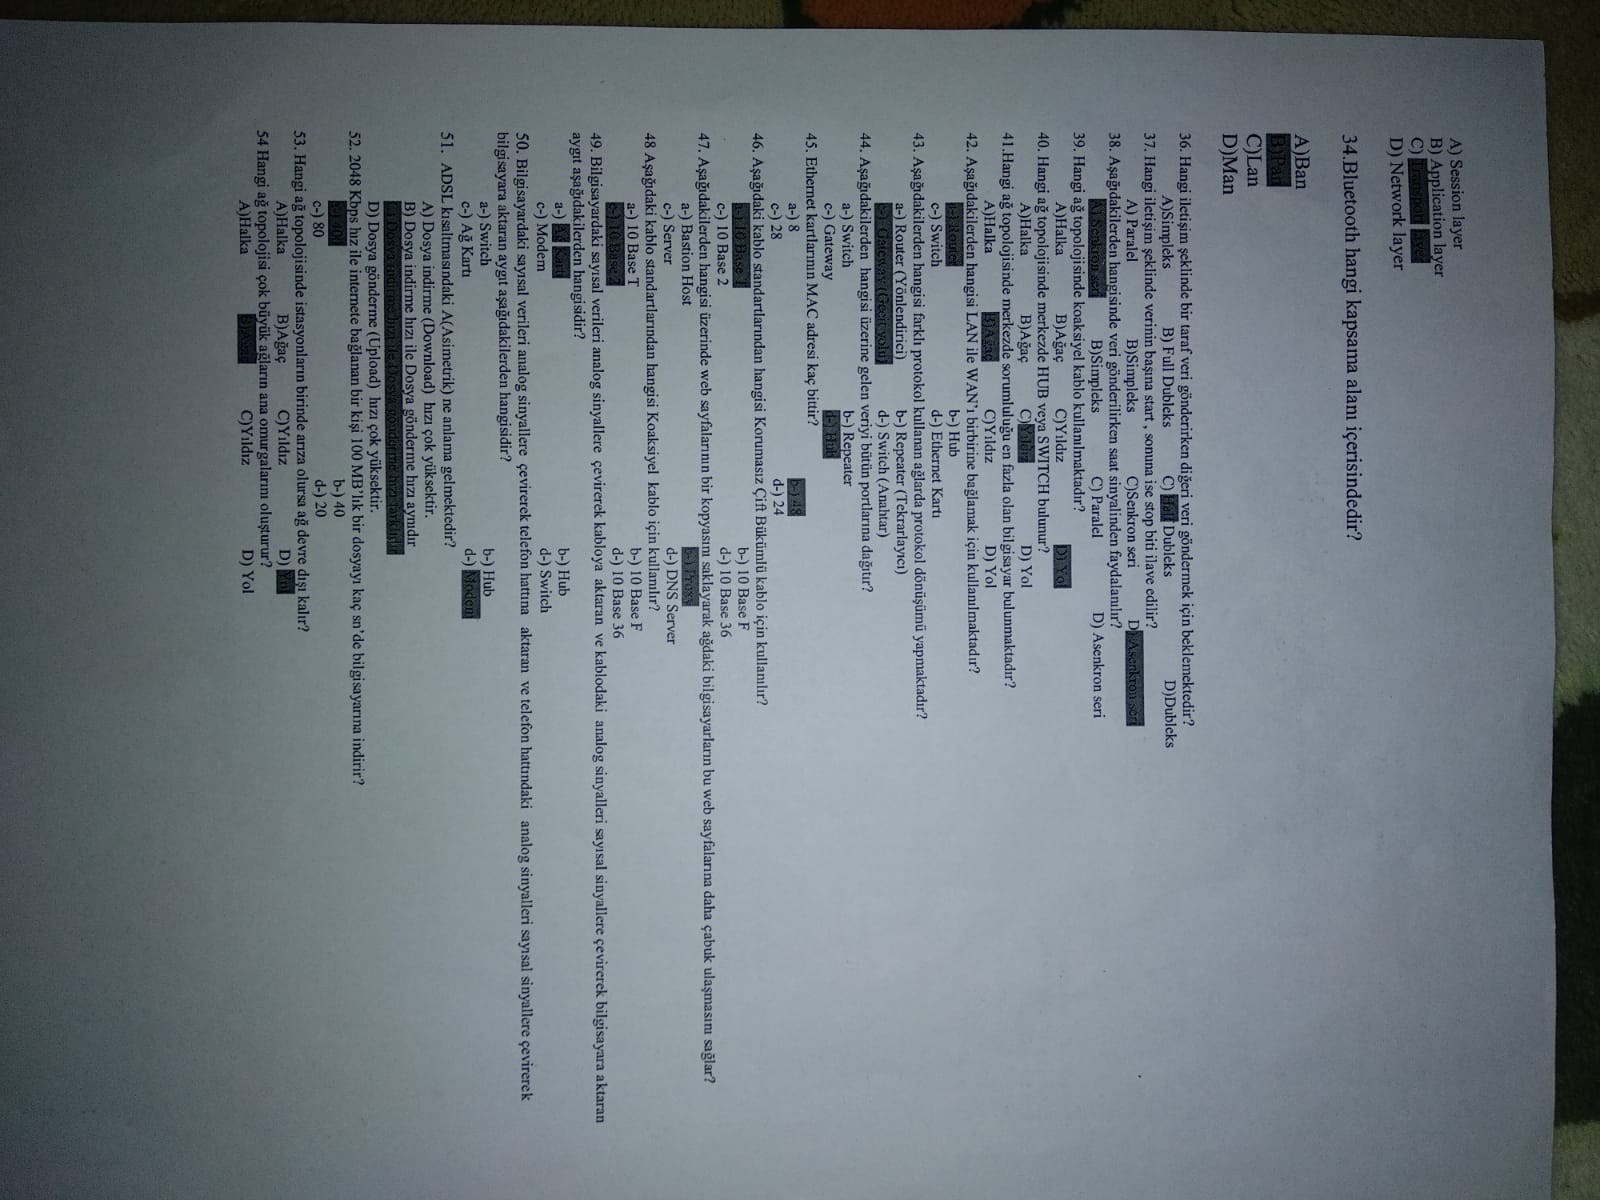 A) Session layer
B) Application layer
C) Transport layer
D) Network layer
34.Bluetooth hangi kapsama alanı içerisindedir?
A)Ban
B)Pan
C)Lan
D)Man
36. Hangi iletişim şeklinde bir taraf veri gönderirken diğeri veri göndermek için beklemektedir?
A)Simpleks B) Full Dubleks C) Half Dubleks D)Dubleks
37. Hangi iletişim şeklinde verinin başına start , sonuna ise stop biti ilave edilir?
A) Paralel B)Simpleks C)Senkron seri D) Asenkron seri
38. Aşağıdakilerden hangisinde veri gönderilirken saat sinyalinden faydalanılır?
A) Senkron seri B)Simpleks C) Paralel D) Asenkron seri
39. Hangi ağ topolojisinde koaksiyel kablo kullanılmaktadır?
A)Halka B)Ağaç C)Yıldız D) Yol
40. Hangi ağ topolojisinde merkezde HUB veya SWITCH bulunur?
A)Halka B)Ağaç C)Yıldız D) Yol
41.Hangi ağ topolojisinde merkezde sorumluluğu en fazla olan bilgisayar bulunmaktadır?
A)Halka B)Ağaç C)Yıldız D) Yol
42. Aşağıdakilerden hangisi LAN ile WAN'ı birbirine bağlamak için kullanılmaktadır?
a-) Router b-) Hub
c-) Switch d-) Ethernet Kartı
43. Aşağıdakilerden hangisi farklı protokol kullanan ağlarda protokol dönüşümü yapmaktadır?
a-) Router (Yönlendirici) b-) Repeater (Tekrarlayıcı)
c-) Gateway (Geçit yolu) d-) Switch (Anahtar)
44. Aşağıdakilerden hangisi üzerine gelen veriyi bütün portlarına dağıtır?
a-) Switch b-) Repeater
c-) Gateway d-) Hub
45. Ethernet kartlarının MAC adresi kaç bittir?
a-) 8 b-) 48
c-) 28 d-) 24
46. Aşağıdaki kablo standartlarından hangisi Korumasız Çift Bükümlü kablo için kullanılır?
a-) 10 Base T b-) 10 Base F
c-) 10 Base 2 d-) 10 Base 36
47. Aşağıdakilerden hangisi üzerinde web sayfalarının bir kopyasını saklayarak ağdaki bilgisayarların bu web sayfalarına daha çabuk ulaşmasını sağlar?
a-) Bastion Host b-) Proxy
c-) Server d-) DNS Server
48 Aşağıdaki kablo standartlarından hangisi Koaksiyel kablo için kullanılır?
a-) 10 Base T b-) 10 Base F
c-) 10 Base 2 d-) 10 Base 36
49. Bilgisayardaki sayısal verileri analog sinyallere çevirerek kabloya aktaran ve kablodaki analog sinyalleri sayısal sinyallere çevirerek bilgisayara aktaran
aygıt aşağıdakilerden hangisidir?
a-) Ağ Kartı b-) Hub
c-) Modem d-) Switch
50. Bilgisayardaki sayısal verileri analog sinyallere çevirerek telefon hattına aktaran ve telefon hattındaki analog sinyalleri sayısal sinyallere çevirerek
bilgisayara aktaran aygıt aşağıdakilerden hangisidir?
a-) Switch b-) Hub
c-) Ağ Kartı d-) Modem
51. ADSL kısaltmasındaki A(Asimetrik) ne anlama gelmektedir?
A) Dosya indirme (Download) hızı çok yüksektir.
B) Dosya indirme hızı ile Dosya gönderme hızı aynıdır
Dosya indirme hızı ile Dosya gönderme hızı farklıdır
D) Dosya gönderme (Upload) hızı çok yüksektir.
52. 2048 Kbps hız ile internete bağlanan bir kişi 100 MB'lık bir dosyayı kaç sn'de bilgisayarına indirir?
b-) 40
c-) 80 d-) 20
53. Hangi ağ topolojisinde istasyonların birinde arıza olursa ağ devre dışı kalır?
A)Halka B)Ağaç C)Yıldız D) Yol
54 Hangi ağ topolojisi çok büyük ağların ana omurgalarını oluşturur?
A)Halka B)Ağaç C)Yıldız D) Yol